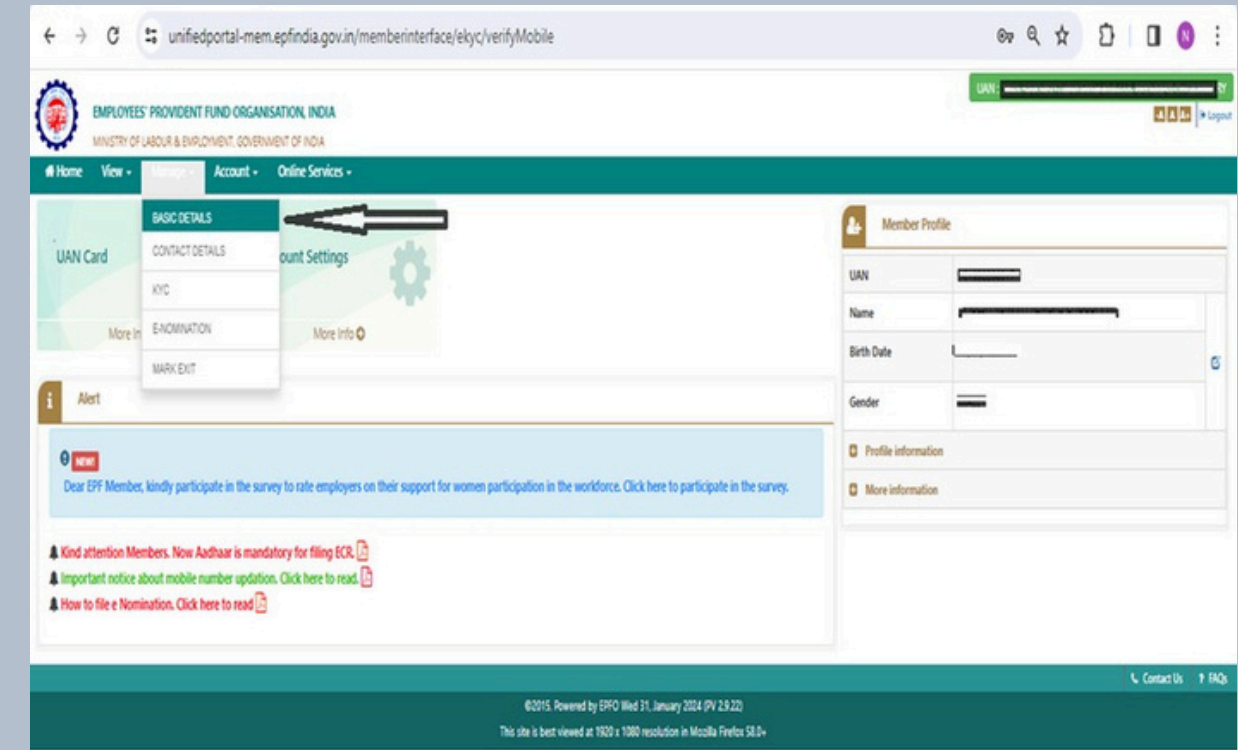 unifiedportal-mem.epfindia.gov.in/memberinterface/ekyc/verifyMobile
N
UAN : RY
EMPLOYEES' PROVIDENT FUND ORGANISATION, INDIA
MINISTRY OF LABOUR & EMPLOYMENT, GOVERNMENT OF INDIA
Logout
Home View Manage Account Online Services
BASIC DETAILS
CONTACT DETAILS
KYC
E-NOMINATION
MARK EXIT
UAN Card
ount Settings
More In
More Info
Member Profile
UAN
Name
Birth Date
Gender
Profile information
More information
Alert
NEW!
Dear EPF Member, kindly participate in the survey to rate employers on their support for women participation in the workforce. Click here to participate in the survey.
Kind attention Members. Now Aadhaar is mandatory for filing ECR.
Important notice about mobile number updation. Click here to read.
How to file e Nomination. Click here to read
Contact Us FAQs
©2015. Powered by EPFO Wed 31, January 2024 (PV 2.9.22)
This site is best viewed at 1920 x 1080 resolution in Mozilla Firefox 58.0+